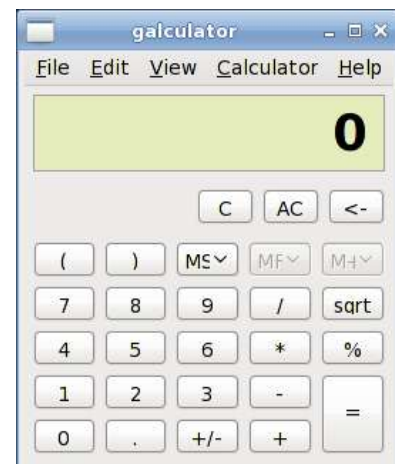 galculator
File Edit View Calculator Help
0
C AC <-
( ) MS
7 8 9 / sqrt
4 5 6 * %
1 2 3 - =
0 . +/- +